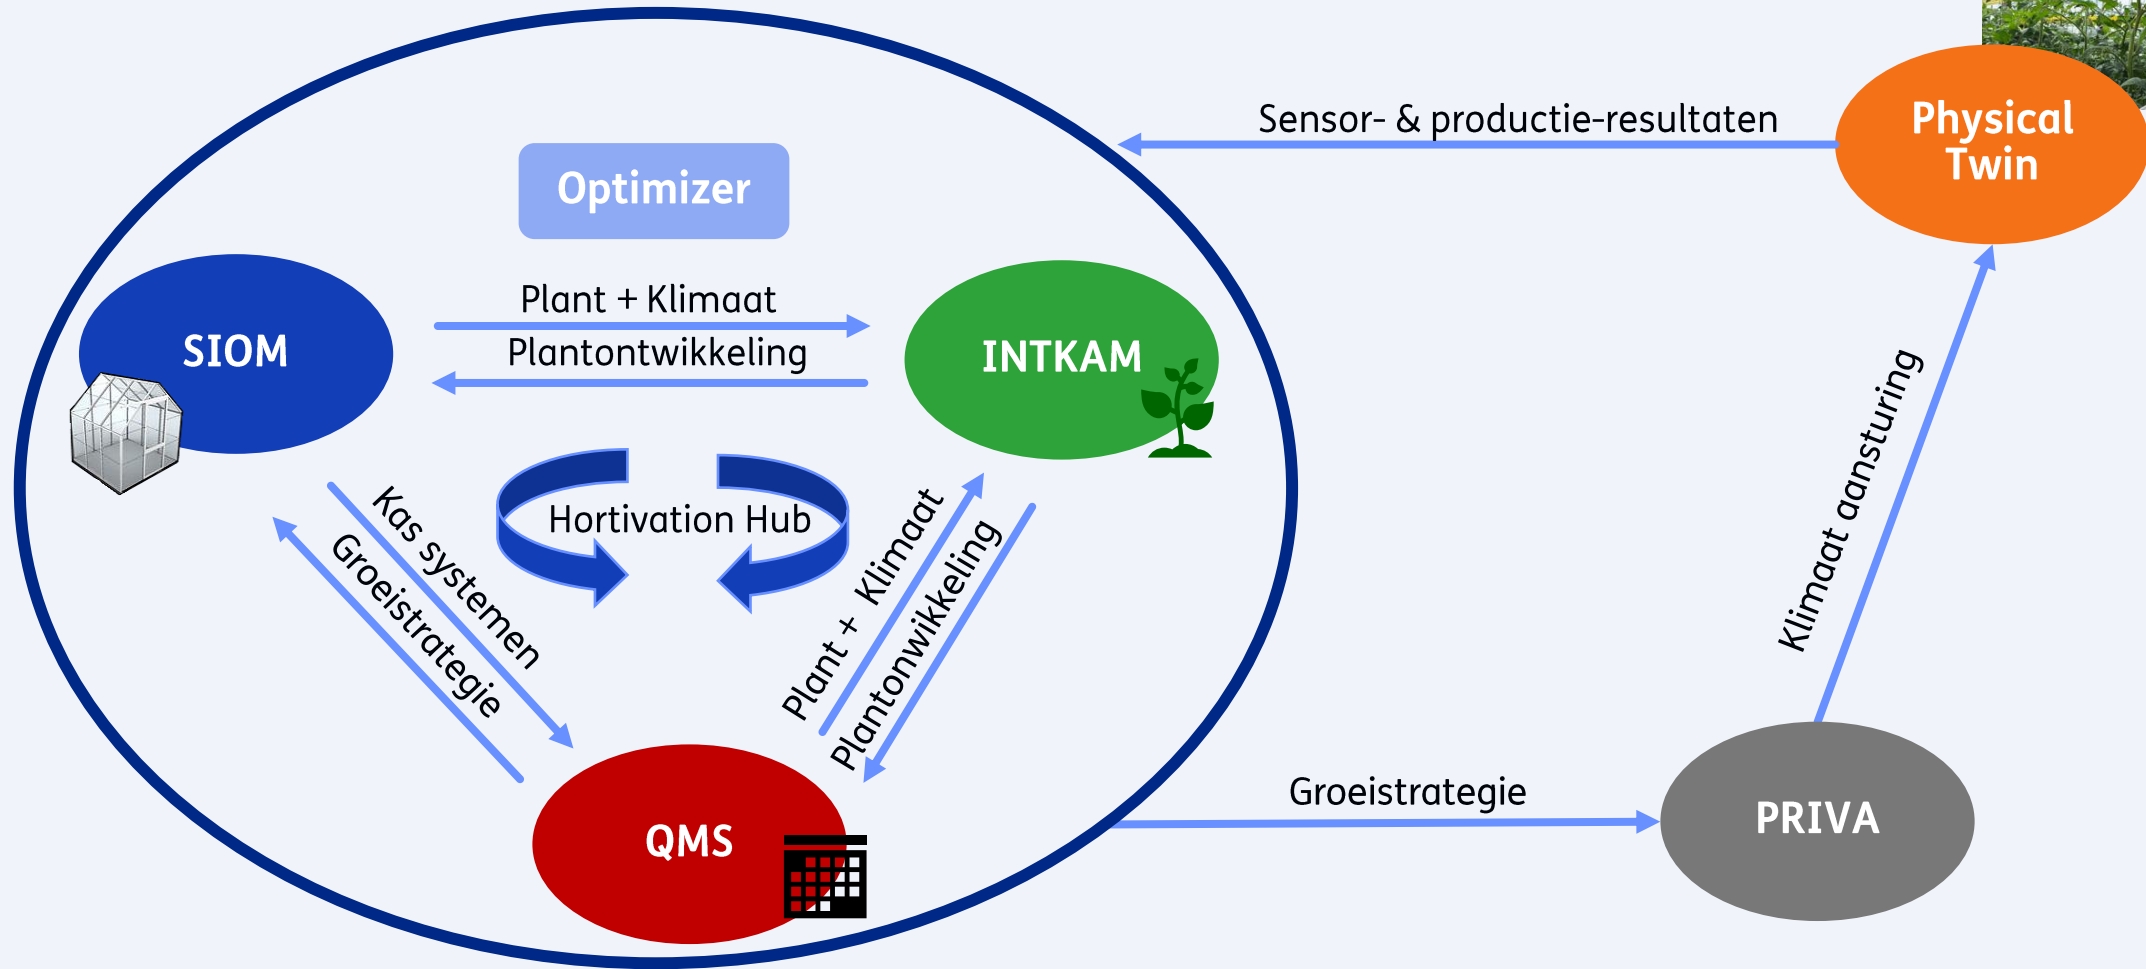 Sensor- & productie-resultaten
Physical
Twin
Optimizer
Plant + Klimaat
SIOM
Plantontwikkeling
INTKAM
Hortivation Hub
Kas systemen
Groeistrategie
Plant + Klimaat
Plantonwikkeling
Klimaat aansturing
QMS
Groeistrategie
PRIVA